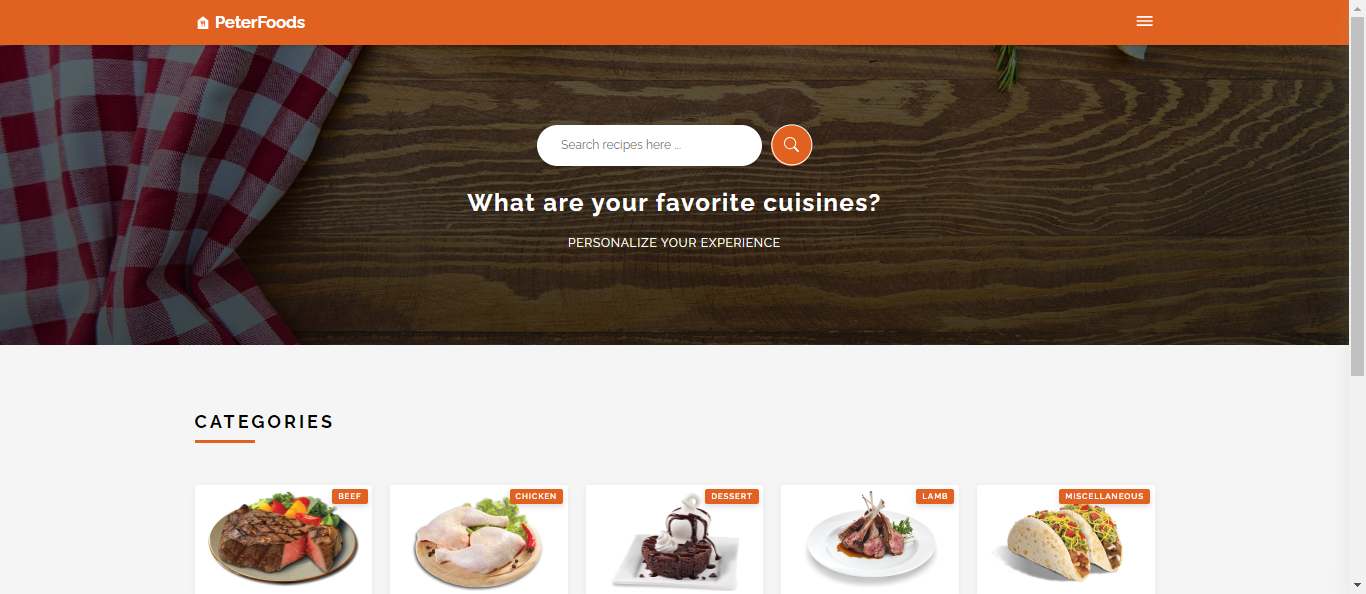 PeterFoods
Search recipes here ...
What are your favorite cuisines?
PERSONALIZE YOUR EXPERIENCE
CATEGORIES
BEEF
CHICKEN
DESSERT
LAMB
MISCELLANEOUS